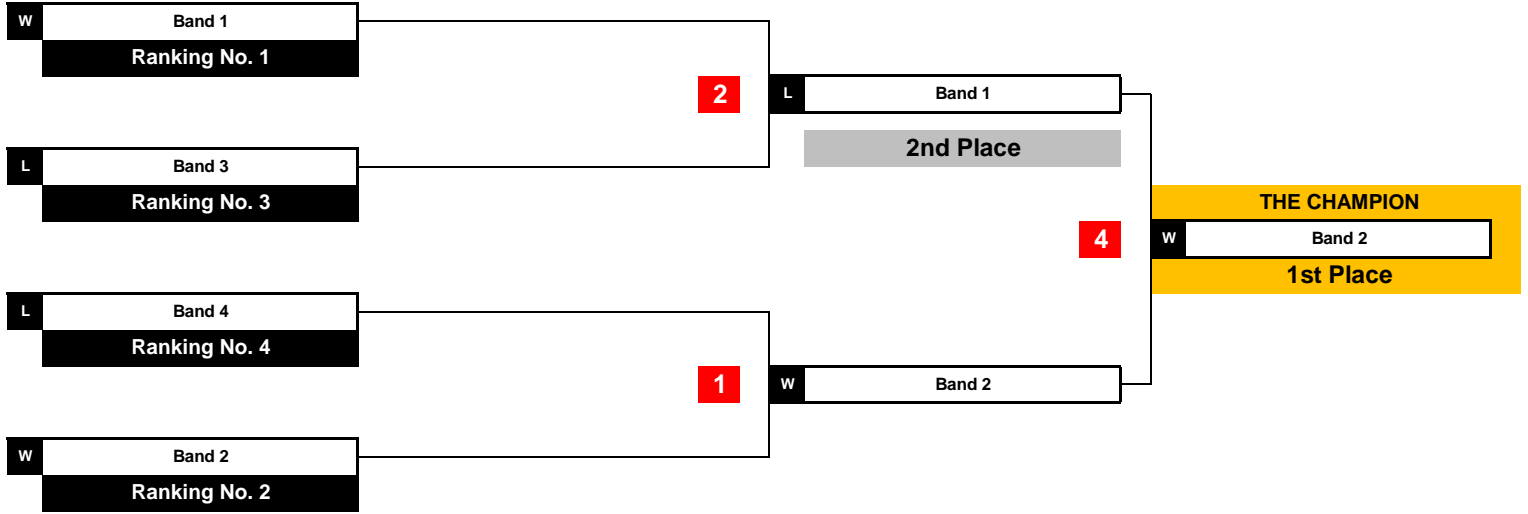 W Band 1
Ranking No. 1
2 L Band 1
2nd Place
L Band 3
Ranking No. 3
THE CHAMPION
4 W Band 2
1st Place
L Band 4
Ranking No. 4
1 W Band 2
W Band 2
Ranking No. 2